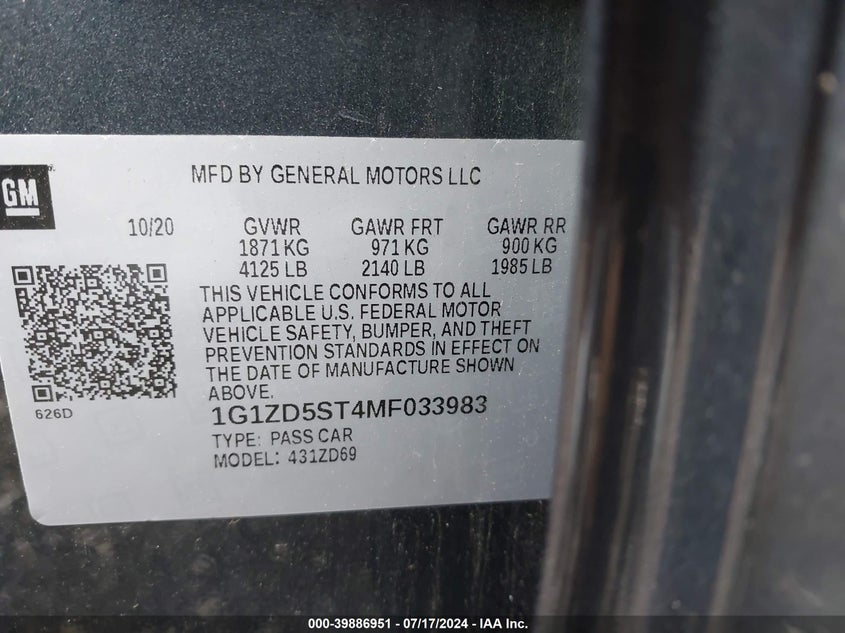 MFD BY GENERAL MOTORS LLC
GM
10/20 GVWR GAWR FRT GAWR RR
1871 KG 971 KG 900 KG
4125 LB 2140 LB 1985 LB
THIS VEHICLE CONFORMS TO ALL
APPLICABLE U.S. FEDERAL MOTOR
VEHICLE SAFETY, BUMPER, AND THEFT
PREVENTION STANDARDS IN EFFECT ON
THE DATE OF MANUFACTURE SHOWN
ABOVE.
626D
1G1ZD5ST4MF033983
TYPE: PASS CAR
MODEL: 431ZD69
000-39886951 / 07/17/2024 - IAA Inc.